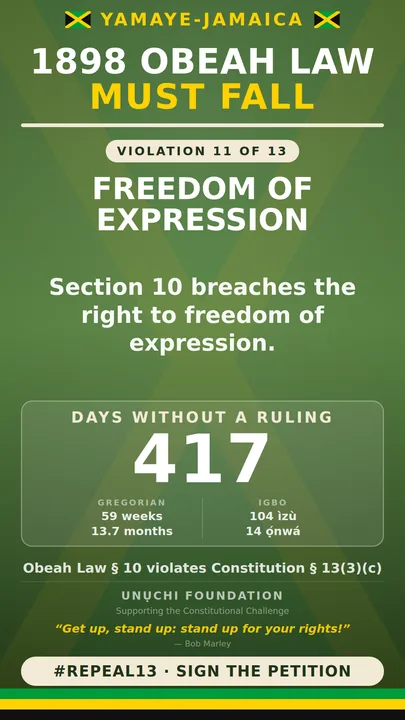 YAMAYE-JAMAICA
1898 OBEAH LAW
MUST FALL
VIOLATION 11 OF 13
FREEDOM OF
EXPRESSION
Section 10 breaches the
right to freedom of
expression.
DAYS WITHOUT A RULING
417
GREGORIAN
59 weeks
13.7 months
IGBO
104 ìzù
14 ọ́nwá
Obeah Law § 10 violates Constitution § 13(3)(c)
UNỤCHI FOUNDATION
Supporting the Constitutional Challenge
“Get up, stand up: stand up for your rights!”
— Bob Marley
#REPEAL13 · SIGN THE PETITION